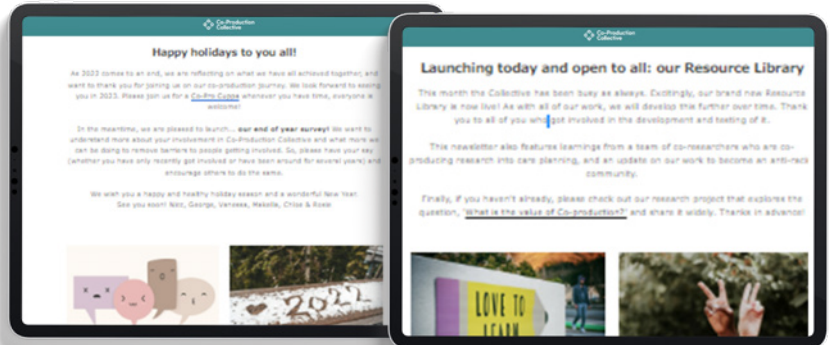 Co-Production
Collective
Happy holidays to you all!
As 2022 comes to an end, we are reflecting on what we have all achieved together, and
want to thank you for joining us on our co-production journey. We look forward to seeing
you in 2023. Please join us for a Co-Pro Cuppa whenever you have time, everyone is
welcome!
In the meantime, we are pleased to launch... our end of year survey! We want to
understand more about your involvement in Co-Production Collective and what more we
can be doing to remove barriers to people getting involved. So, please have your say
(whether you have only recently got involved or have been around for several years) and
encourage others to do the same.
We wish you a happy and healthy holiday season and a wonderful New Year.
See you soon! Niccola, George, Vanessa, Makella, Chloe & Rosie
2022
Co-Production
Collective
Launching today and open to all: our Resource Library
This month the Collective has been busy as always. Excitingly, our brand new Resource
Library is now live! As with all of our work, we will develop this further over time. Thank
you to all of you who got involved in the development and testing of it.
This newsletter also features learnings from a team of co-researchers who are co-
producing research into care planning, and an update on our work to become an anti-racist
community.
Finally, if you haven't already, please check out our research project that explores the
question, 'What is the value of Co-production?' and share it widely. Thanks in advance!
LOVE TO
LEARN